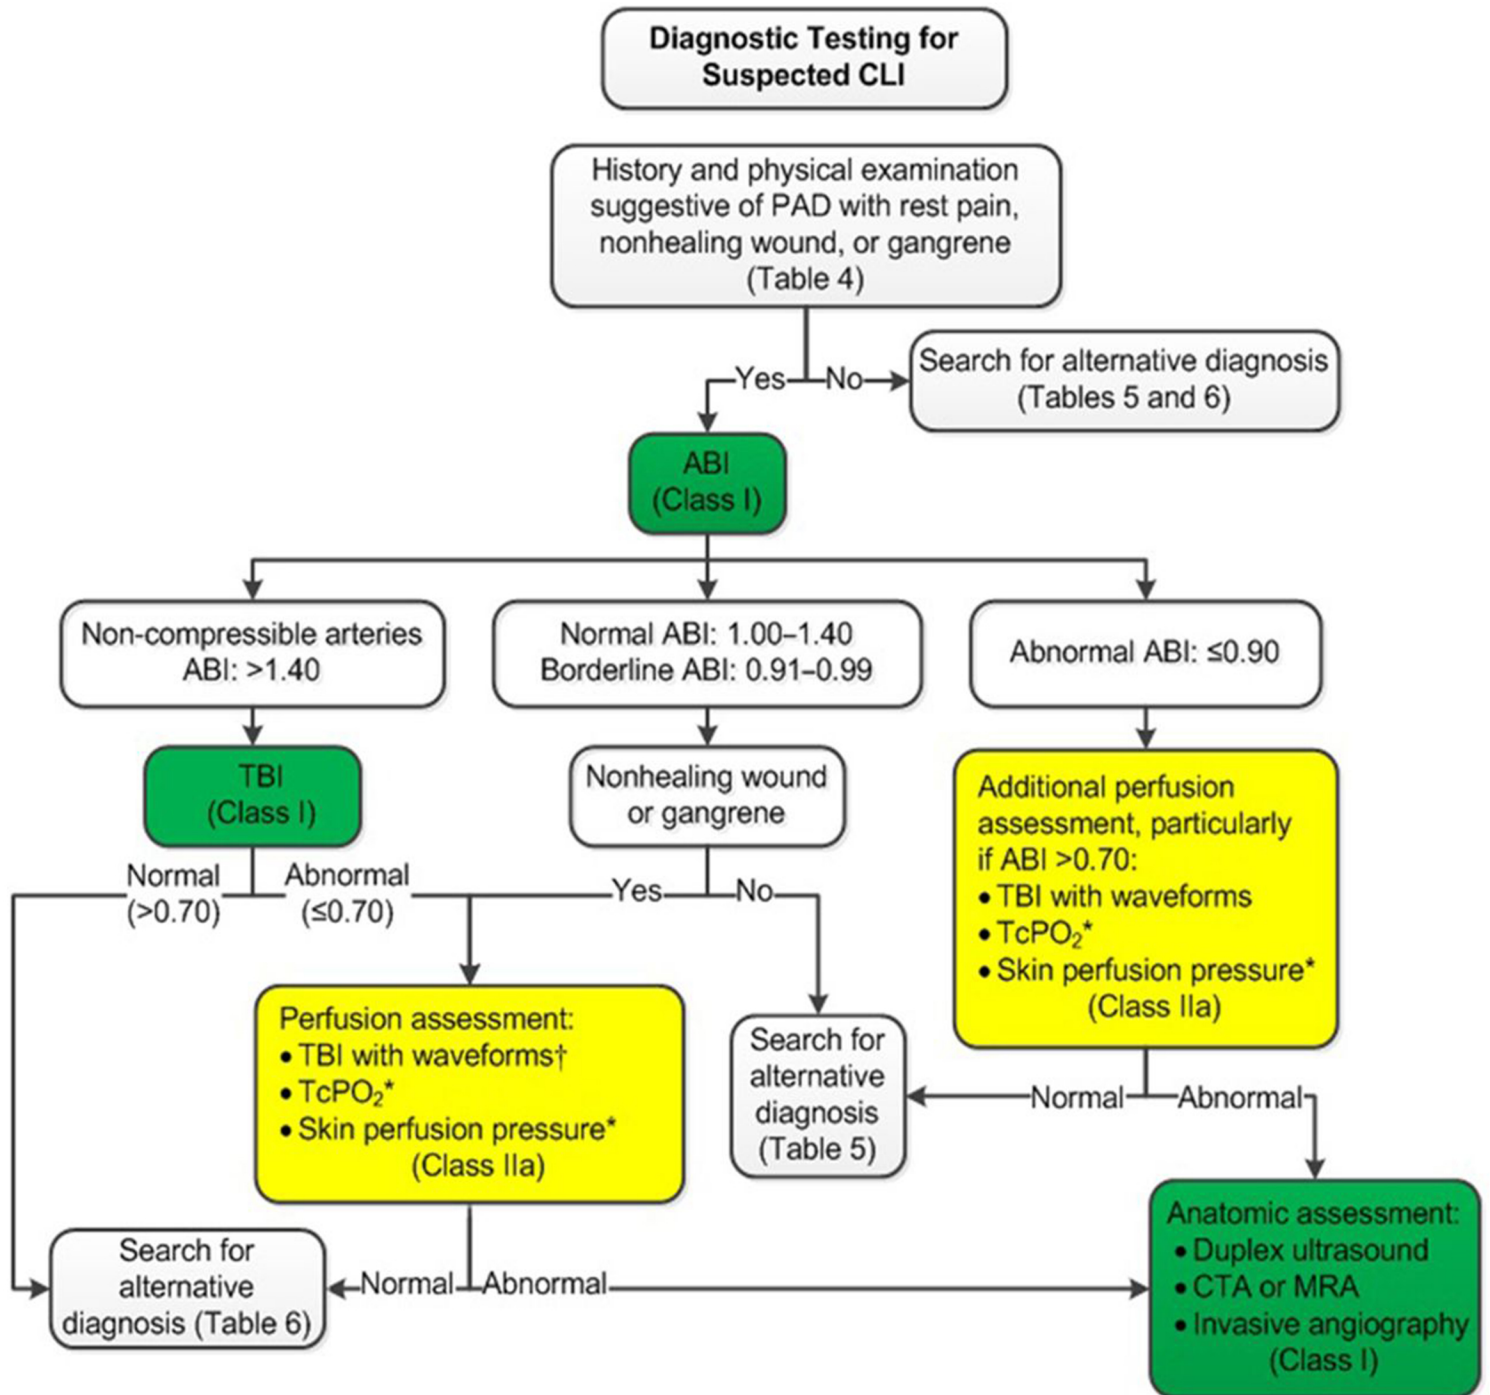 Diagnostic Testing for
Suspected CLI
History and physical examination
suggestive of PAD with rest pain,
nonhealing wound, or gangrene
(Table 4)
Yes
No
Search for alternative diagnosis
(Tables 5 and 6)
ABI
(Class I)
Non-compressible arteries
ABI: >1.40
Normal ABI: 1.00–1.40
Borderline ABI: 0.91–0.99
Abnormal ABI: ≤0.90
TBI
(Class I)
Nonhealing wound
or gangrene
Additional perfusion
assessment, particularly
if ABI >0.70:
• TBI with waveforms
• TcPO₂*
• Skin perfusion pressure*
(Class IIa)
Normal
(>0.70)
Abnormal
(≤0.70)
Yes
No
Perfusion assessment:
• TBI with waveforms†
• TcPO₂*
• Skin perfusion pressure*
(Class IIa)
Search for
alternative
diagnosis
(Table 5)
Normal
Abnormal
Search for
alternative
diagnosis (Table 6)
Normal
Abnormal
Anatomic assessment:
• Duplex ultrasound
• CTA or MRA
• Invasive angiography
(Class I)